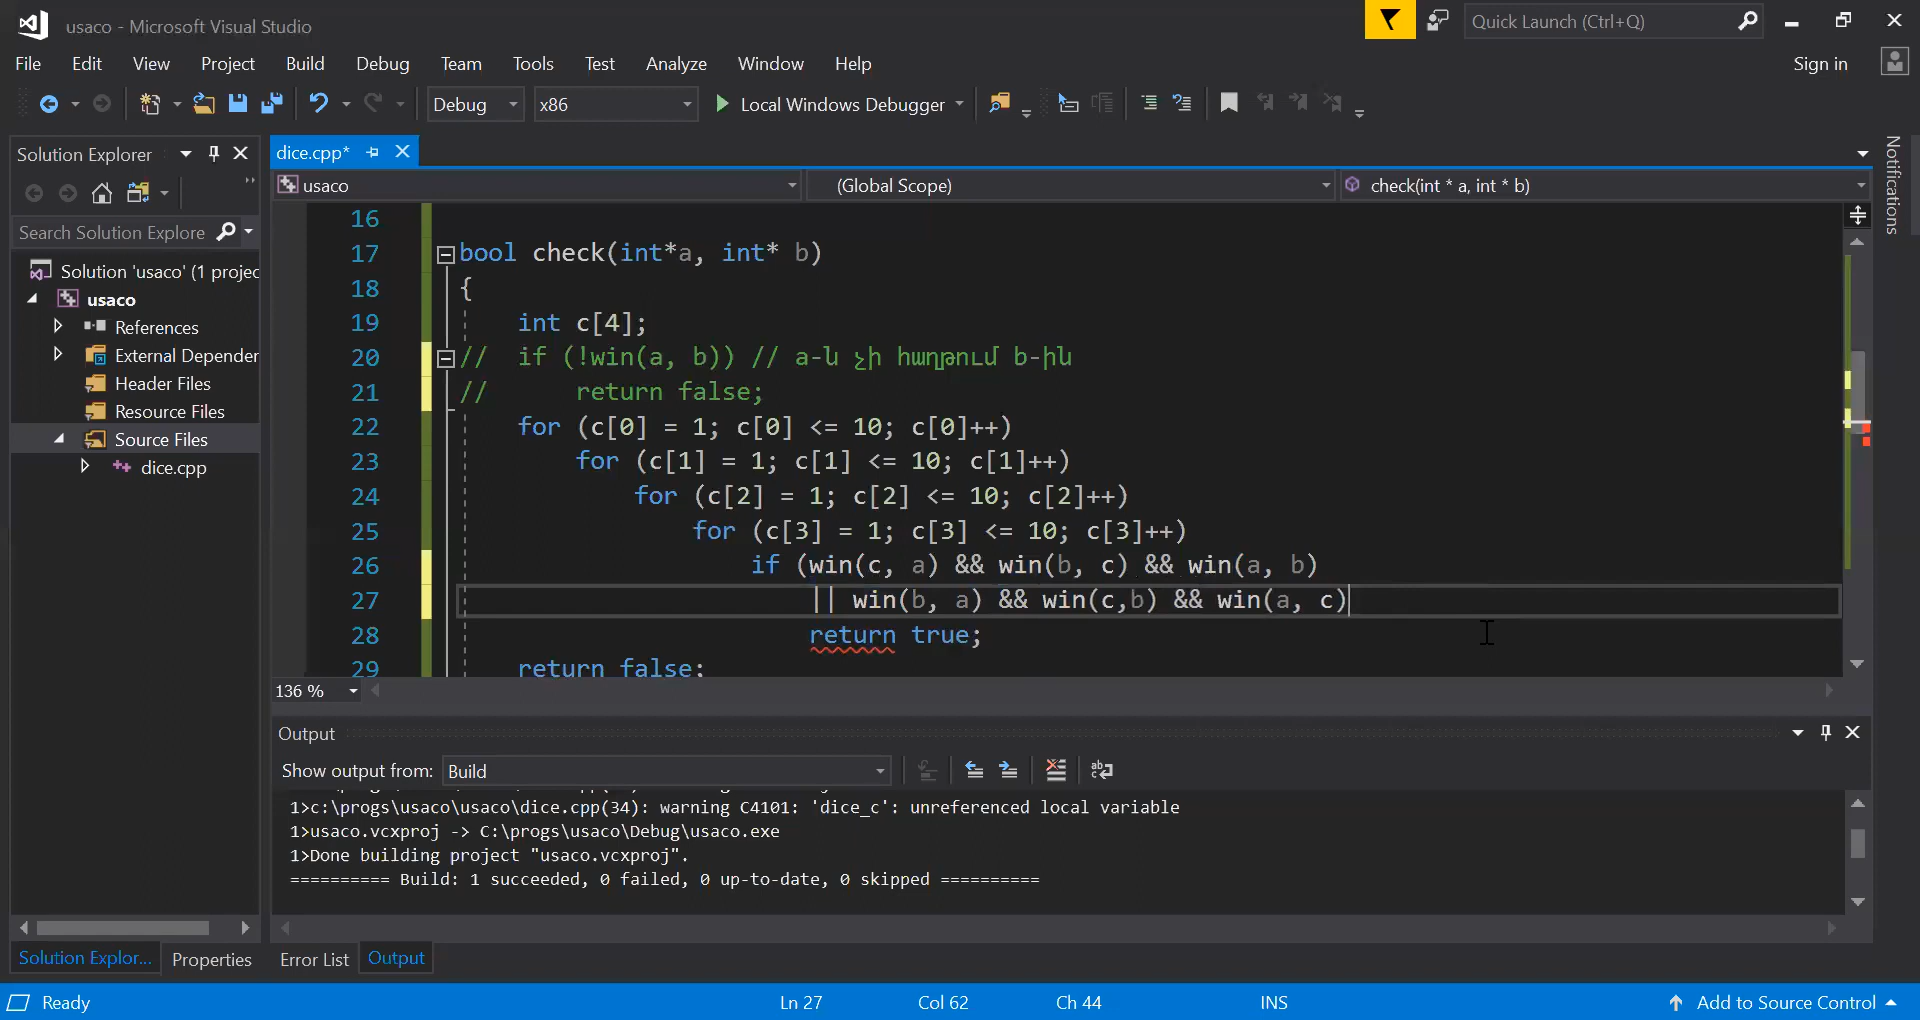 usaco - Microsoft Visual Studio
Quick Launch (Ctrl+Q)
File Edit View Project Build Debug Team Tools Test Analyze Window Help
Sign in
Debug x86 Local Windows Debugger
Solution Explorer
dice.cpp*
usaco (Global Scope) check(int * a, int * b)
Search Solution Explore
Solution 'usaco' (1 projec
usaco
References
External Depender
Header Files
Resource Files
Source Files
dice.cpp
Notifications
16
17 bool check(int*a, int* b)
18 {
19 int c[4];
20 // if (!win(a, b)) // a-ն չի հաղթում b-ին
21 // return false;
22 for (c[0] = 1; c[0] <= 10; c[0]++)
23 for (c[1] = 1; c[1] <= 10; c[1]++)
24 for (c[2] = 1; c[2] <= 10; c[2]++)
25 for (c[3] = 1; c[3] <= 10; c[3]++)
26 if (win(c, a) && win(b, c) && win(a, b)
27 || win(b, a) && win(c,b) && win(a, c)
28 return true;
29 return false;
136 %
Output
Show output from: Build
1>c:\progs\usaco\usaco\dice.cpp(34): warning C4101: 'dice_c': unreferenced local variable
1>usaco.vcxproj -> C:\progs\usaco\Debug\usaco.exe
1>Done building project "usaco.vcxproj".
========== Build: 1 succeeded, 0 failed, 0 up-to-date, 0 skipped ==========
Solution Explor... Properties Error List Output
Ready Ln 27 Col 62 Ch 44 INS Add to Source Control